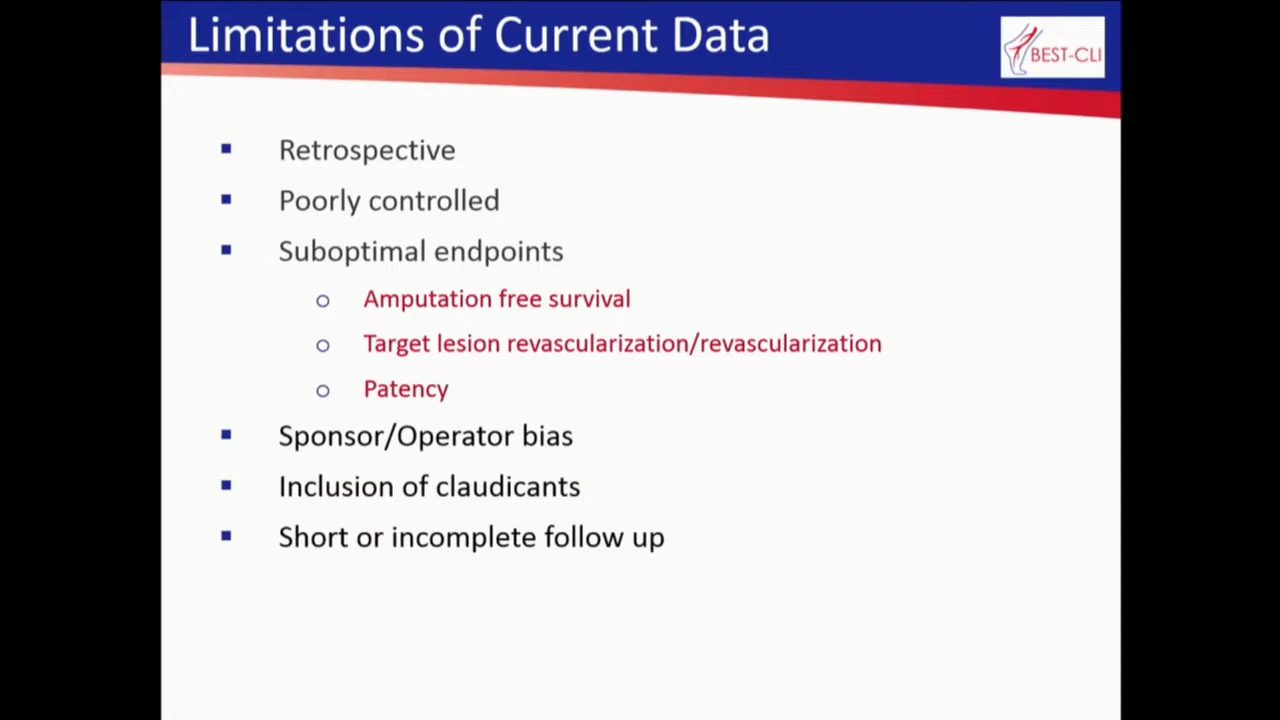 Limitations of Current Data
BEST-CLI
Retrospective
Poorly controlled
Suboptimal endpoints
Amputation free survival
Target lesion revascularization/revascularization
Patency
Sponsor/Operator bias
Inclusion of claudicants
Short or incomplete follow up